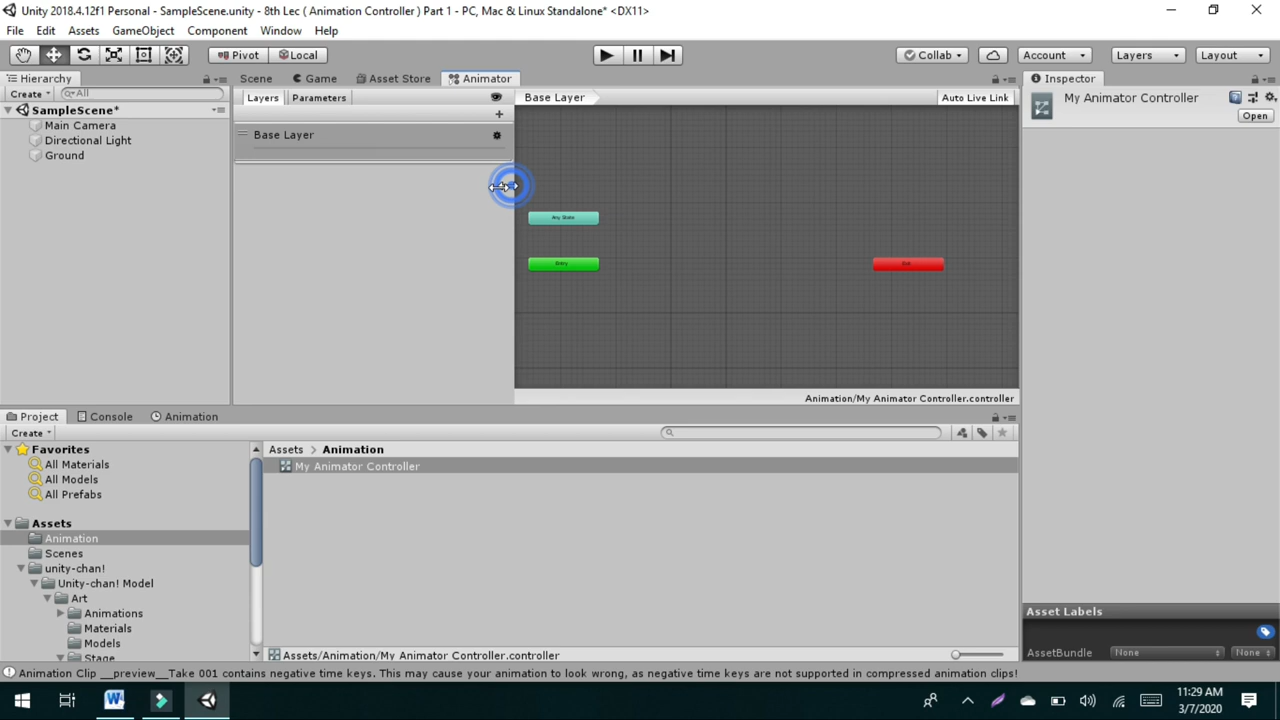 Unity 2018.4.12f1 Personal - SampleScene.unity - 8th Lec ( Animation Controller ) Part 1 - PC, Mac & Linux Standalone* <DX11>
File Edit Assets GameObject Component Window Help
Pivot Local Collab Account Layers Layout
Hierarchy Scene Game Asset Store Animator Inspector
Create All Layers Parameters Base Layer Auto Live Link My Animator Controller
Open
SampleScene*
Main Camera
Directional Light
Ground
Base Layer
Any State
Entry
Exit
Animation/My Animator Controller.controller
Project Console Animation
Create
Favorites
All Materials
All Models
All Prefabs
Assets
Animation
Scenes
unity-chan!
Unity-chan! Model
Art
Animations
Materials
Models
Stage
Assets > Animation
My Animator Controller
Assets/Animation/My Animator Controller.controller
Asset Labels
AssetBundle None None
Animation Clip __preview__Take 001 contains negative time keys. This may cause your animation to look wrong, as negative time keys are not supported in compressed animation clips!
11:29 AM
3/7/2020